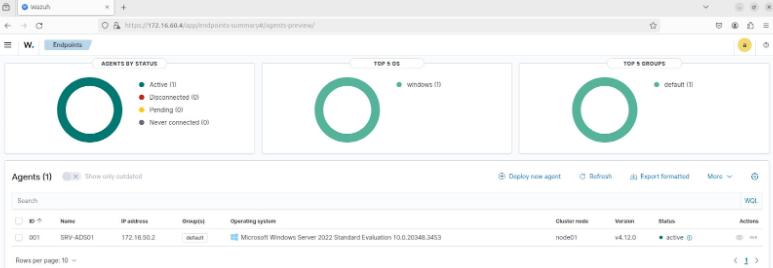 Wazuh
https://172.16.60.4/app/endpoints-summary#/agents-preview/
W. Endpoints a
AGENTS BY STATUS TOP 5 OS TOP 5 GROUPS
Active (1) windows (1) default (1)
Disconnected (0)
Pending (0)
Never connected (0)
Agents (1) Show only outdated Deploy new agent Refresh Export formatted More
Search WQL
ID Name IP address Group(s) Operating system Cluster node Version Status Actions
001 SRV-ADS01 172.16.50.2 default Microsoft Windows Server 2022 Standard Evaluation 10.0.20348.3453 node01 v4.12.0 active
Rows per page: 10 1